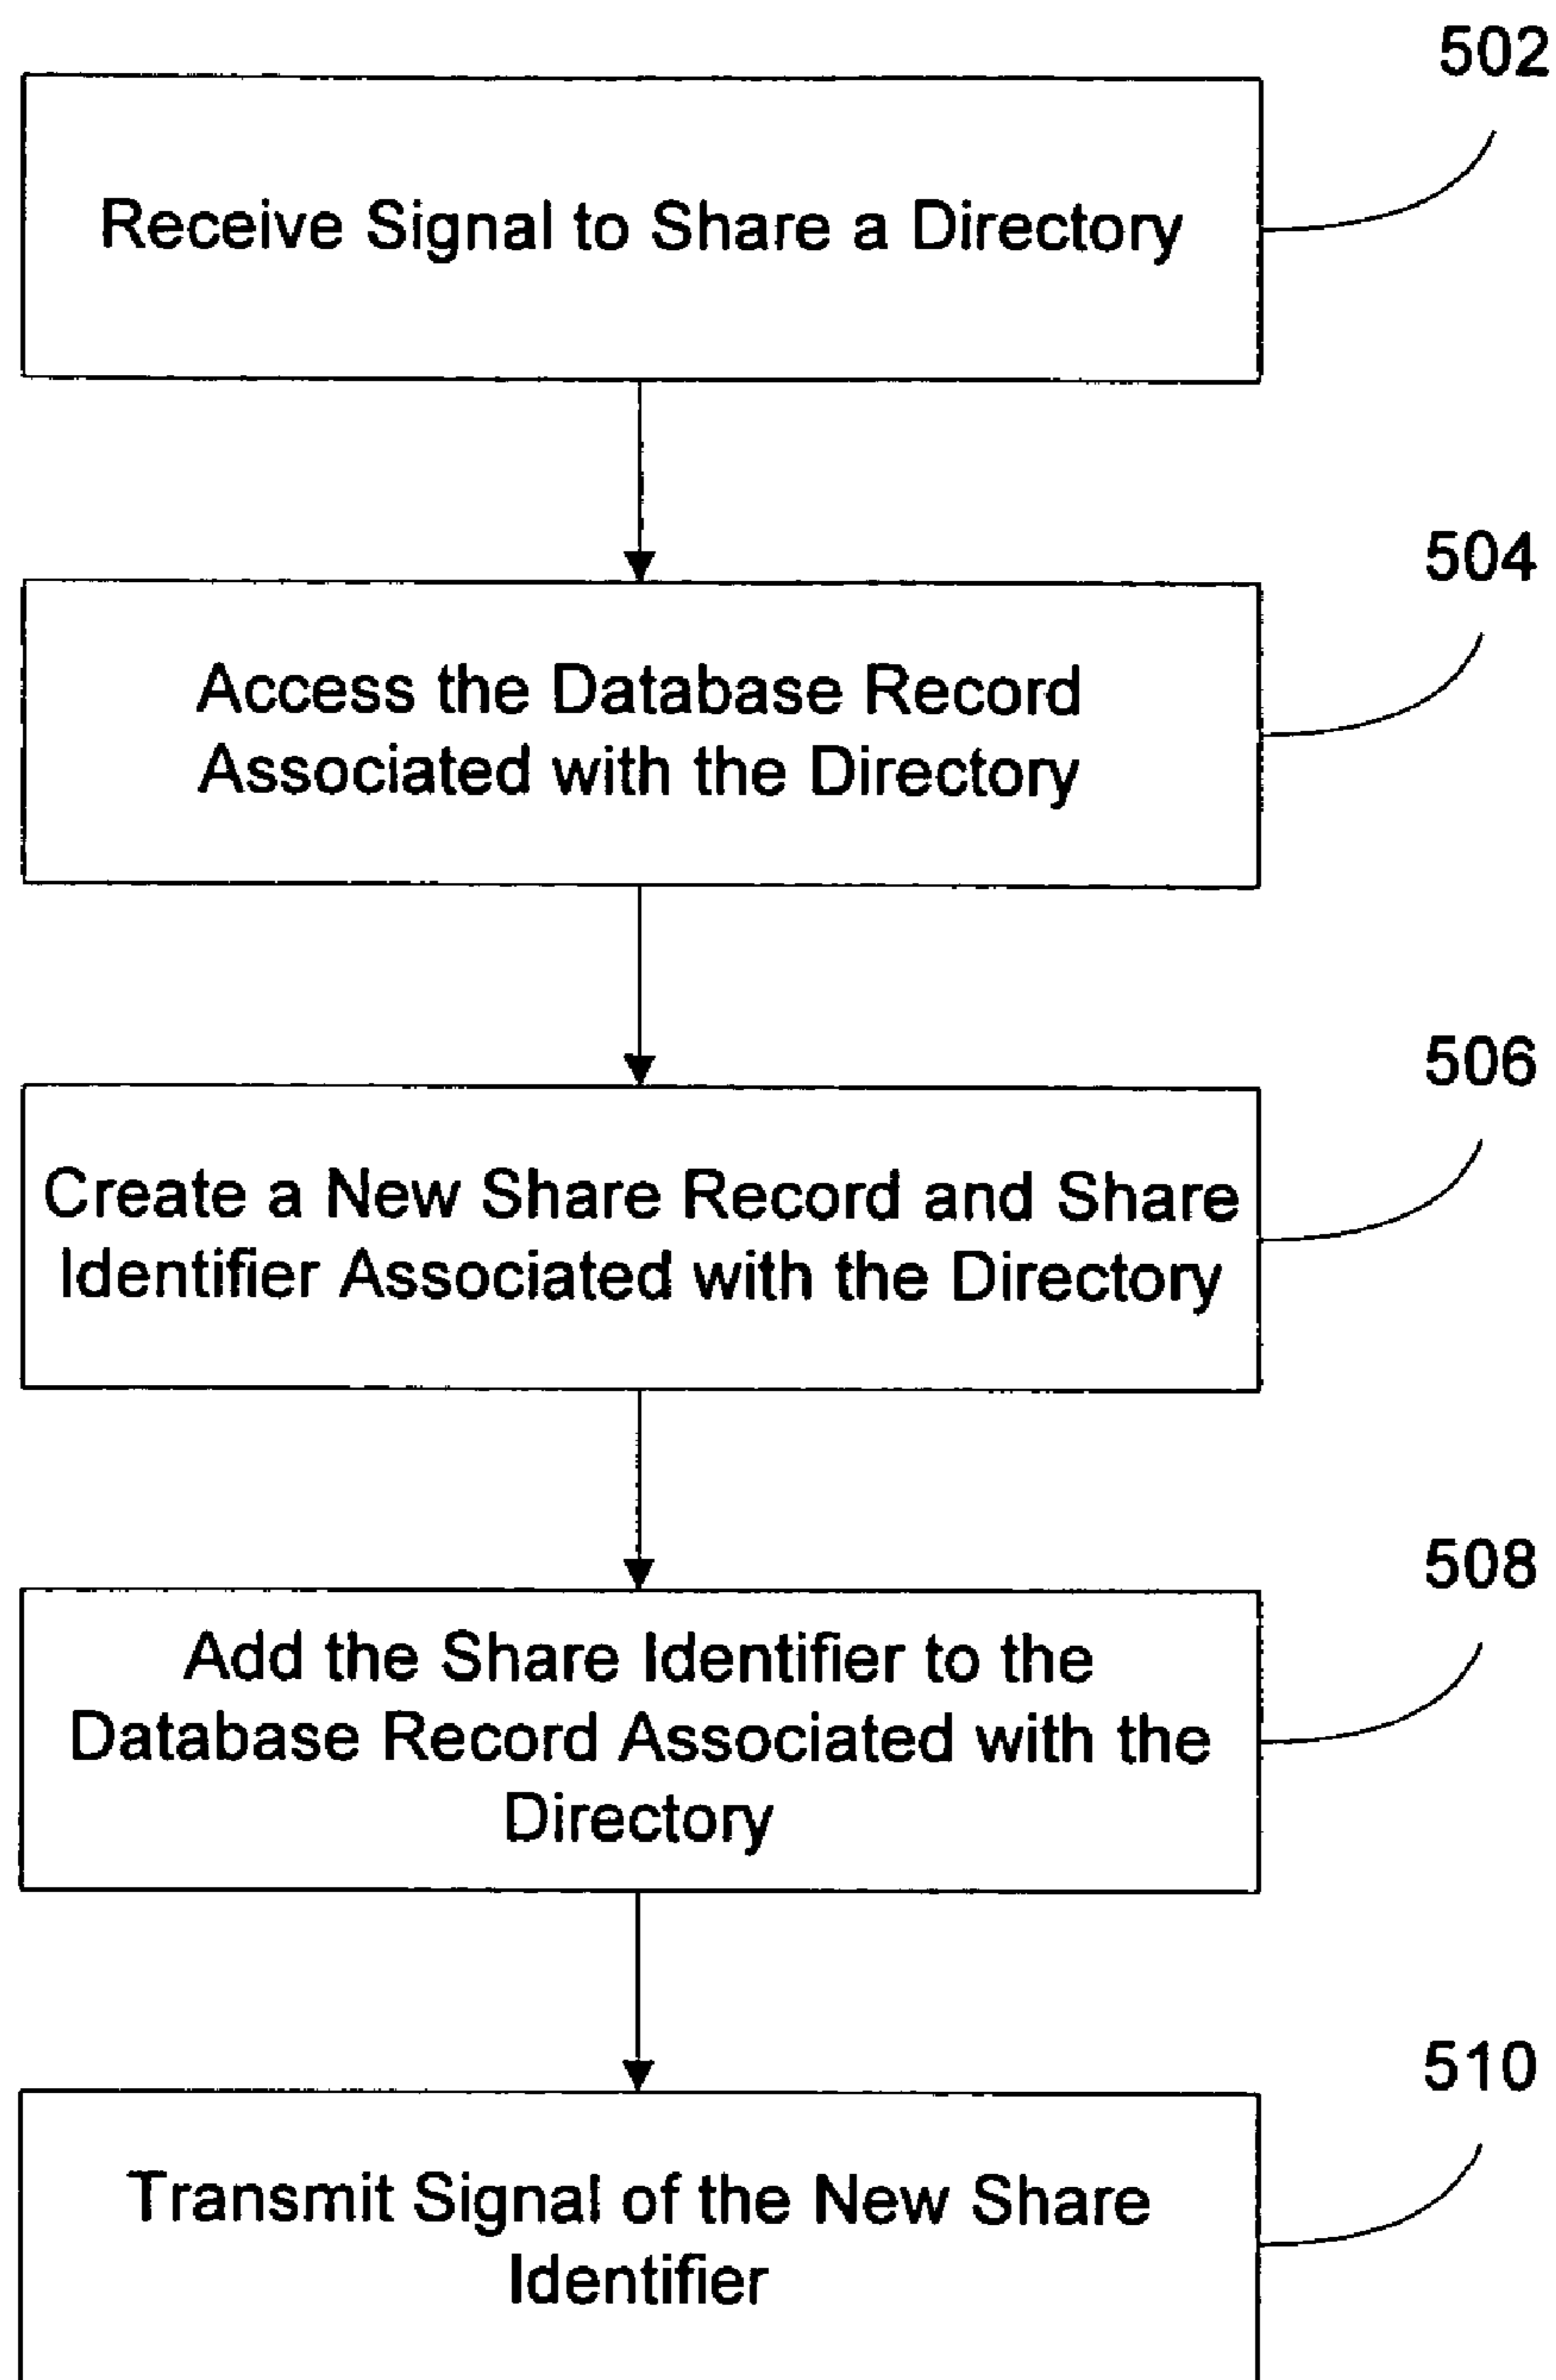 502
Receive Signal to Share a Directory
504
Access the Database Record
Associated with the Directory
506
Create a New Share Record and Share
Identifier Associated with the Directory
508
Add the Share Identifier to the
Database Record Associated with the
Directory
510
Transmit Signal of the New Share
Identifier